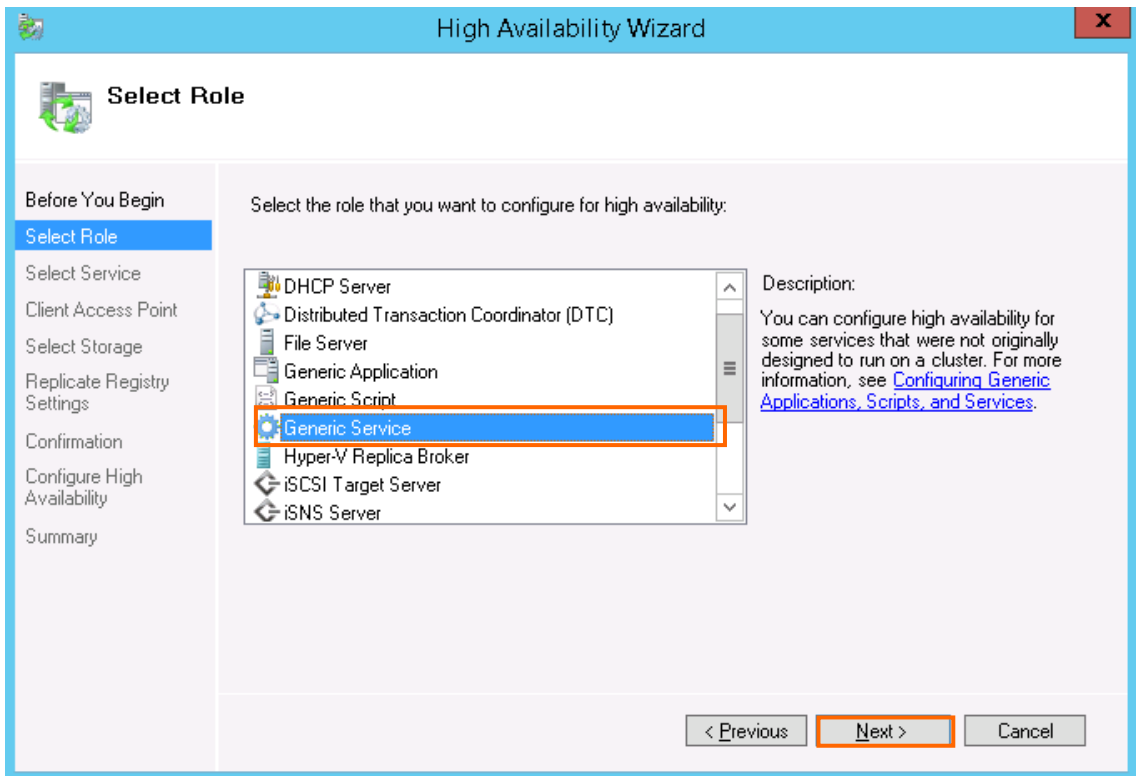 High Availability Wizard
x
Select Role
Before You Begin
Select Role
Select Service
Client Access Point
Select Storage
Replicate Registry
Settings
Confirmation
Configure High
Availability
Summary
Select the role that you want to configure for high availability:
DHCP Server
Distributed Transaction Coordinator (DTC)
File Server
Generic Application
Generic Script
Generic Service
Hyper-V Replica Broker
iSCSI Target Server
iSNS Server
Description:
You can configure high availability for
some services that were not originally
designed to run on a cluster. For more
information, see Configuring Generic
Applications, Scripts, and Services.
< Previous
Next >
Cancel